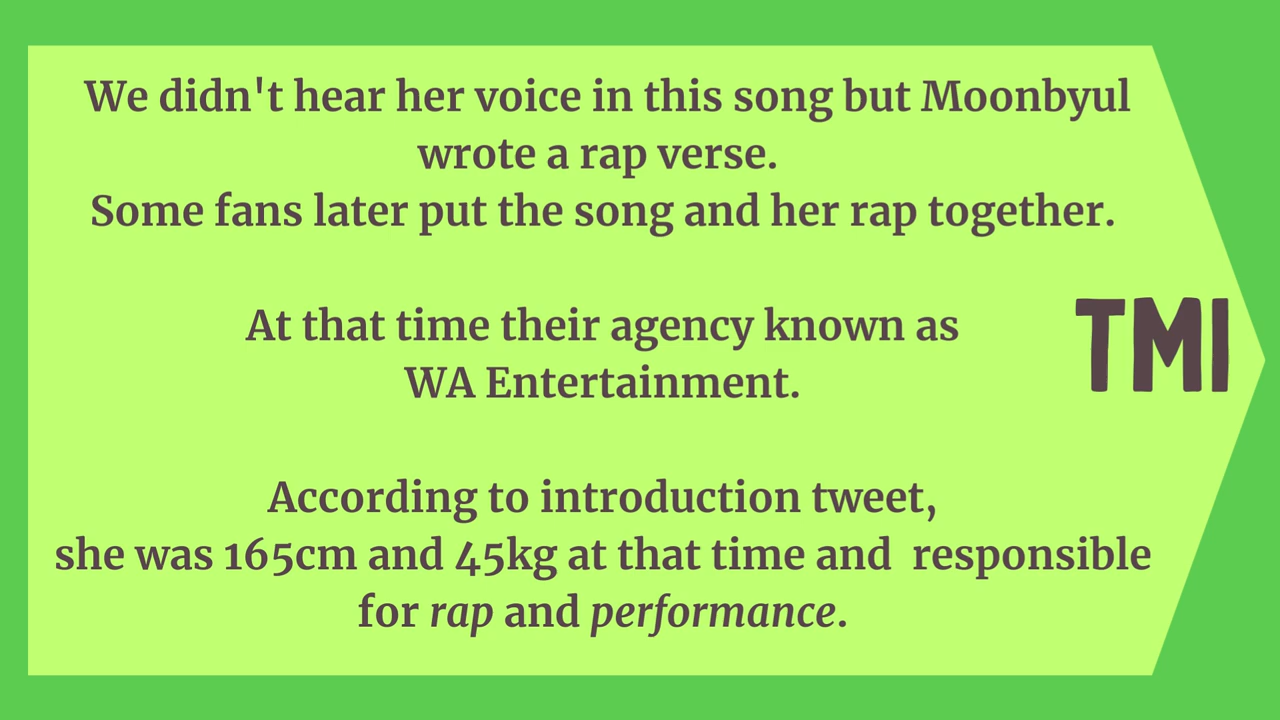 We didn't hear her voice in this song but Moonbyul
wrote a rap verse.
Some fans later put the song and her rap together.
At that time their agency known as
WA Entertainment.
TMI
According to introduction tweet,
she was 165cm and 45kg at that time and  responsible
for rap and performance.